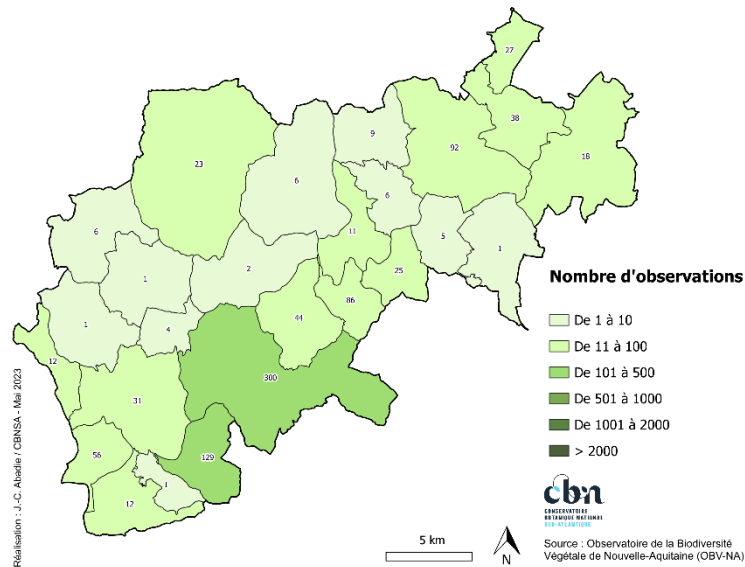 27
38
18
92
9
6
6
5
1
23
11
25
2
86
44
6
1
1
4
12
31
300
129
56
12
1
Nombre d'observations
De 1 à 10
De 11 à 100
De 101 à 500
De 501 à 1000
De 1001 à 2000
> 2000
cbn
CONSERVATOIRE
BOTANIQUE NATIONAL
SUD-ATLANTIQUE
5 km
N
Source : Observatoire de la Biodiversité
Végétale de Nouvelle-Aquitaine (OBV-NA)
Réalisation : J.-C. Abadie / CBNSA - Mai 2023